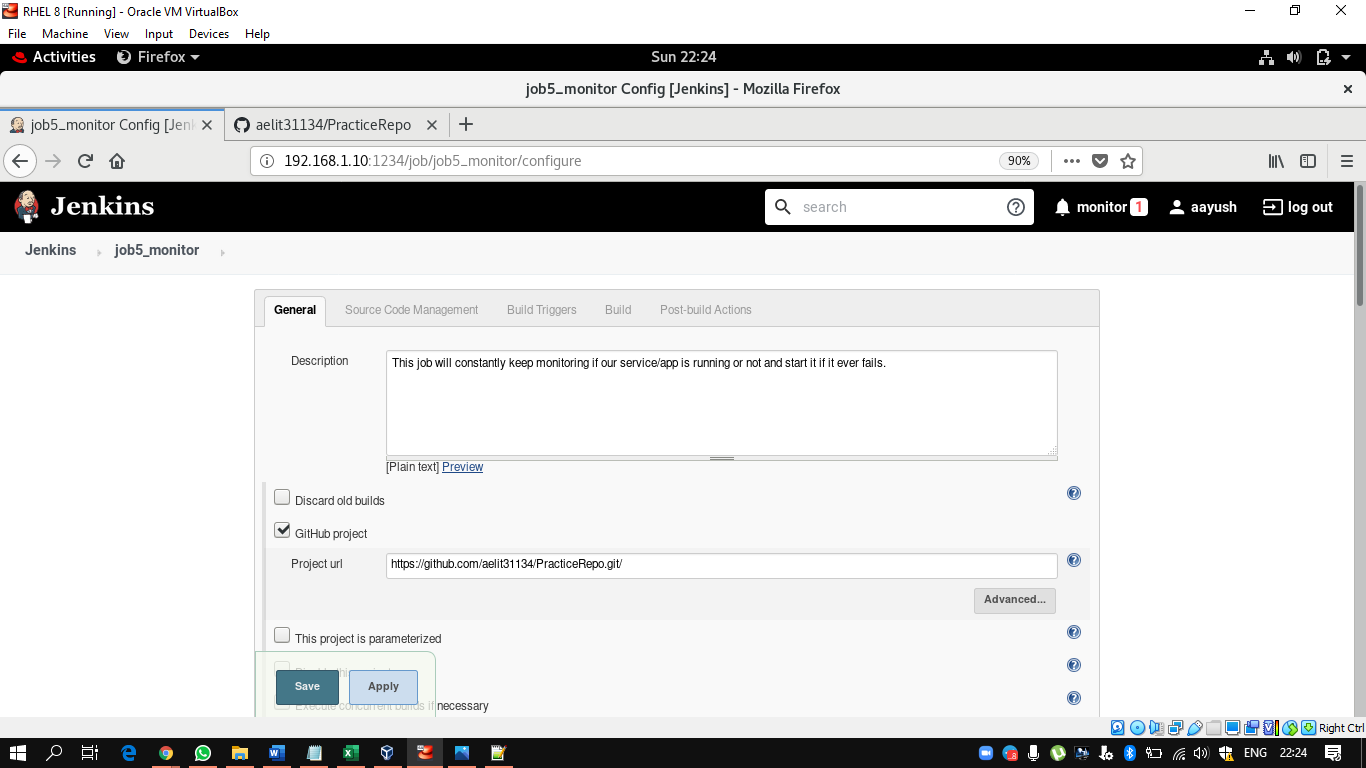 RHEL 8 [Running] - Oracle VM VirtualBox
File Machine View Input Devices Help
Activities Firefox Sun 22:24
job5_monitor Config [Jenkins] - Mozilla Firefox
job5_monitor Config [Jen aelit31134/PracticeRepo
192.168.1.10:1234/job/job5_monitor/configure 90%
Jenkins search monitor 1 aayush log out
Jenkins job5_monitor
General Source Code Management Build Triggers Build Post-build Actions
Description This job will constantly keep monitoring if our service/app is running or not and start it if it ever fails.
[Plain text] Preview
Discard old builds
GitHub project
Project url https://github.com/aelit31134/PracticeRepo.git/
Advanced...
This project is parameterized
Save Apply
Execute concurrent builds if necessary
Right Ctrl
ENG 22:24